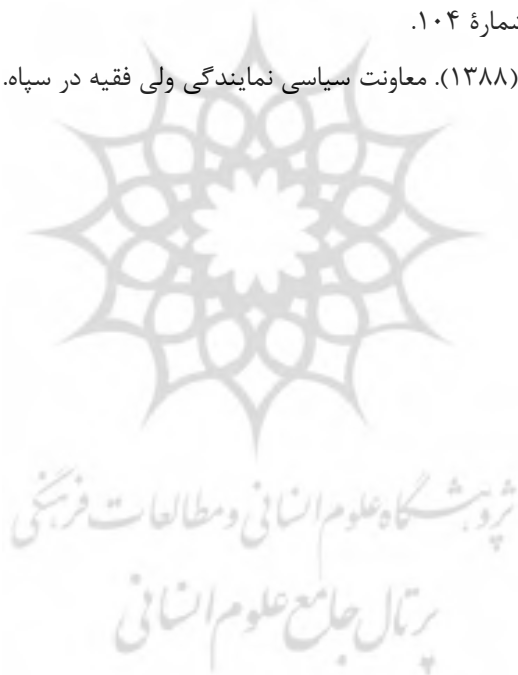 شمارهٔ ۱۰۴.
(۱۳۸۸). معاونت سیاسی نمایندگی ولی فقیه در سپاه.
پژوهشگاه علوم انسانی و مطالعات فرهنگی
پرتال جامع علوم انسانی